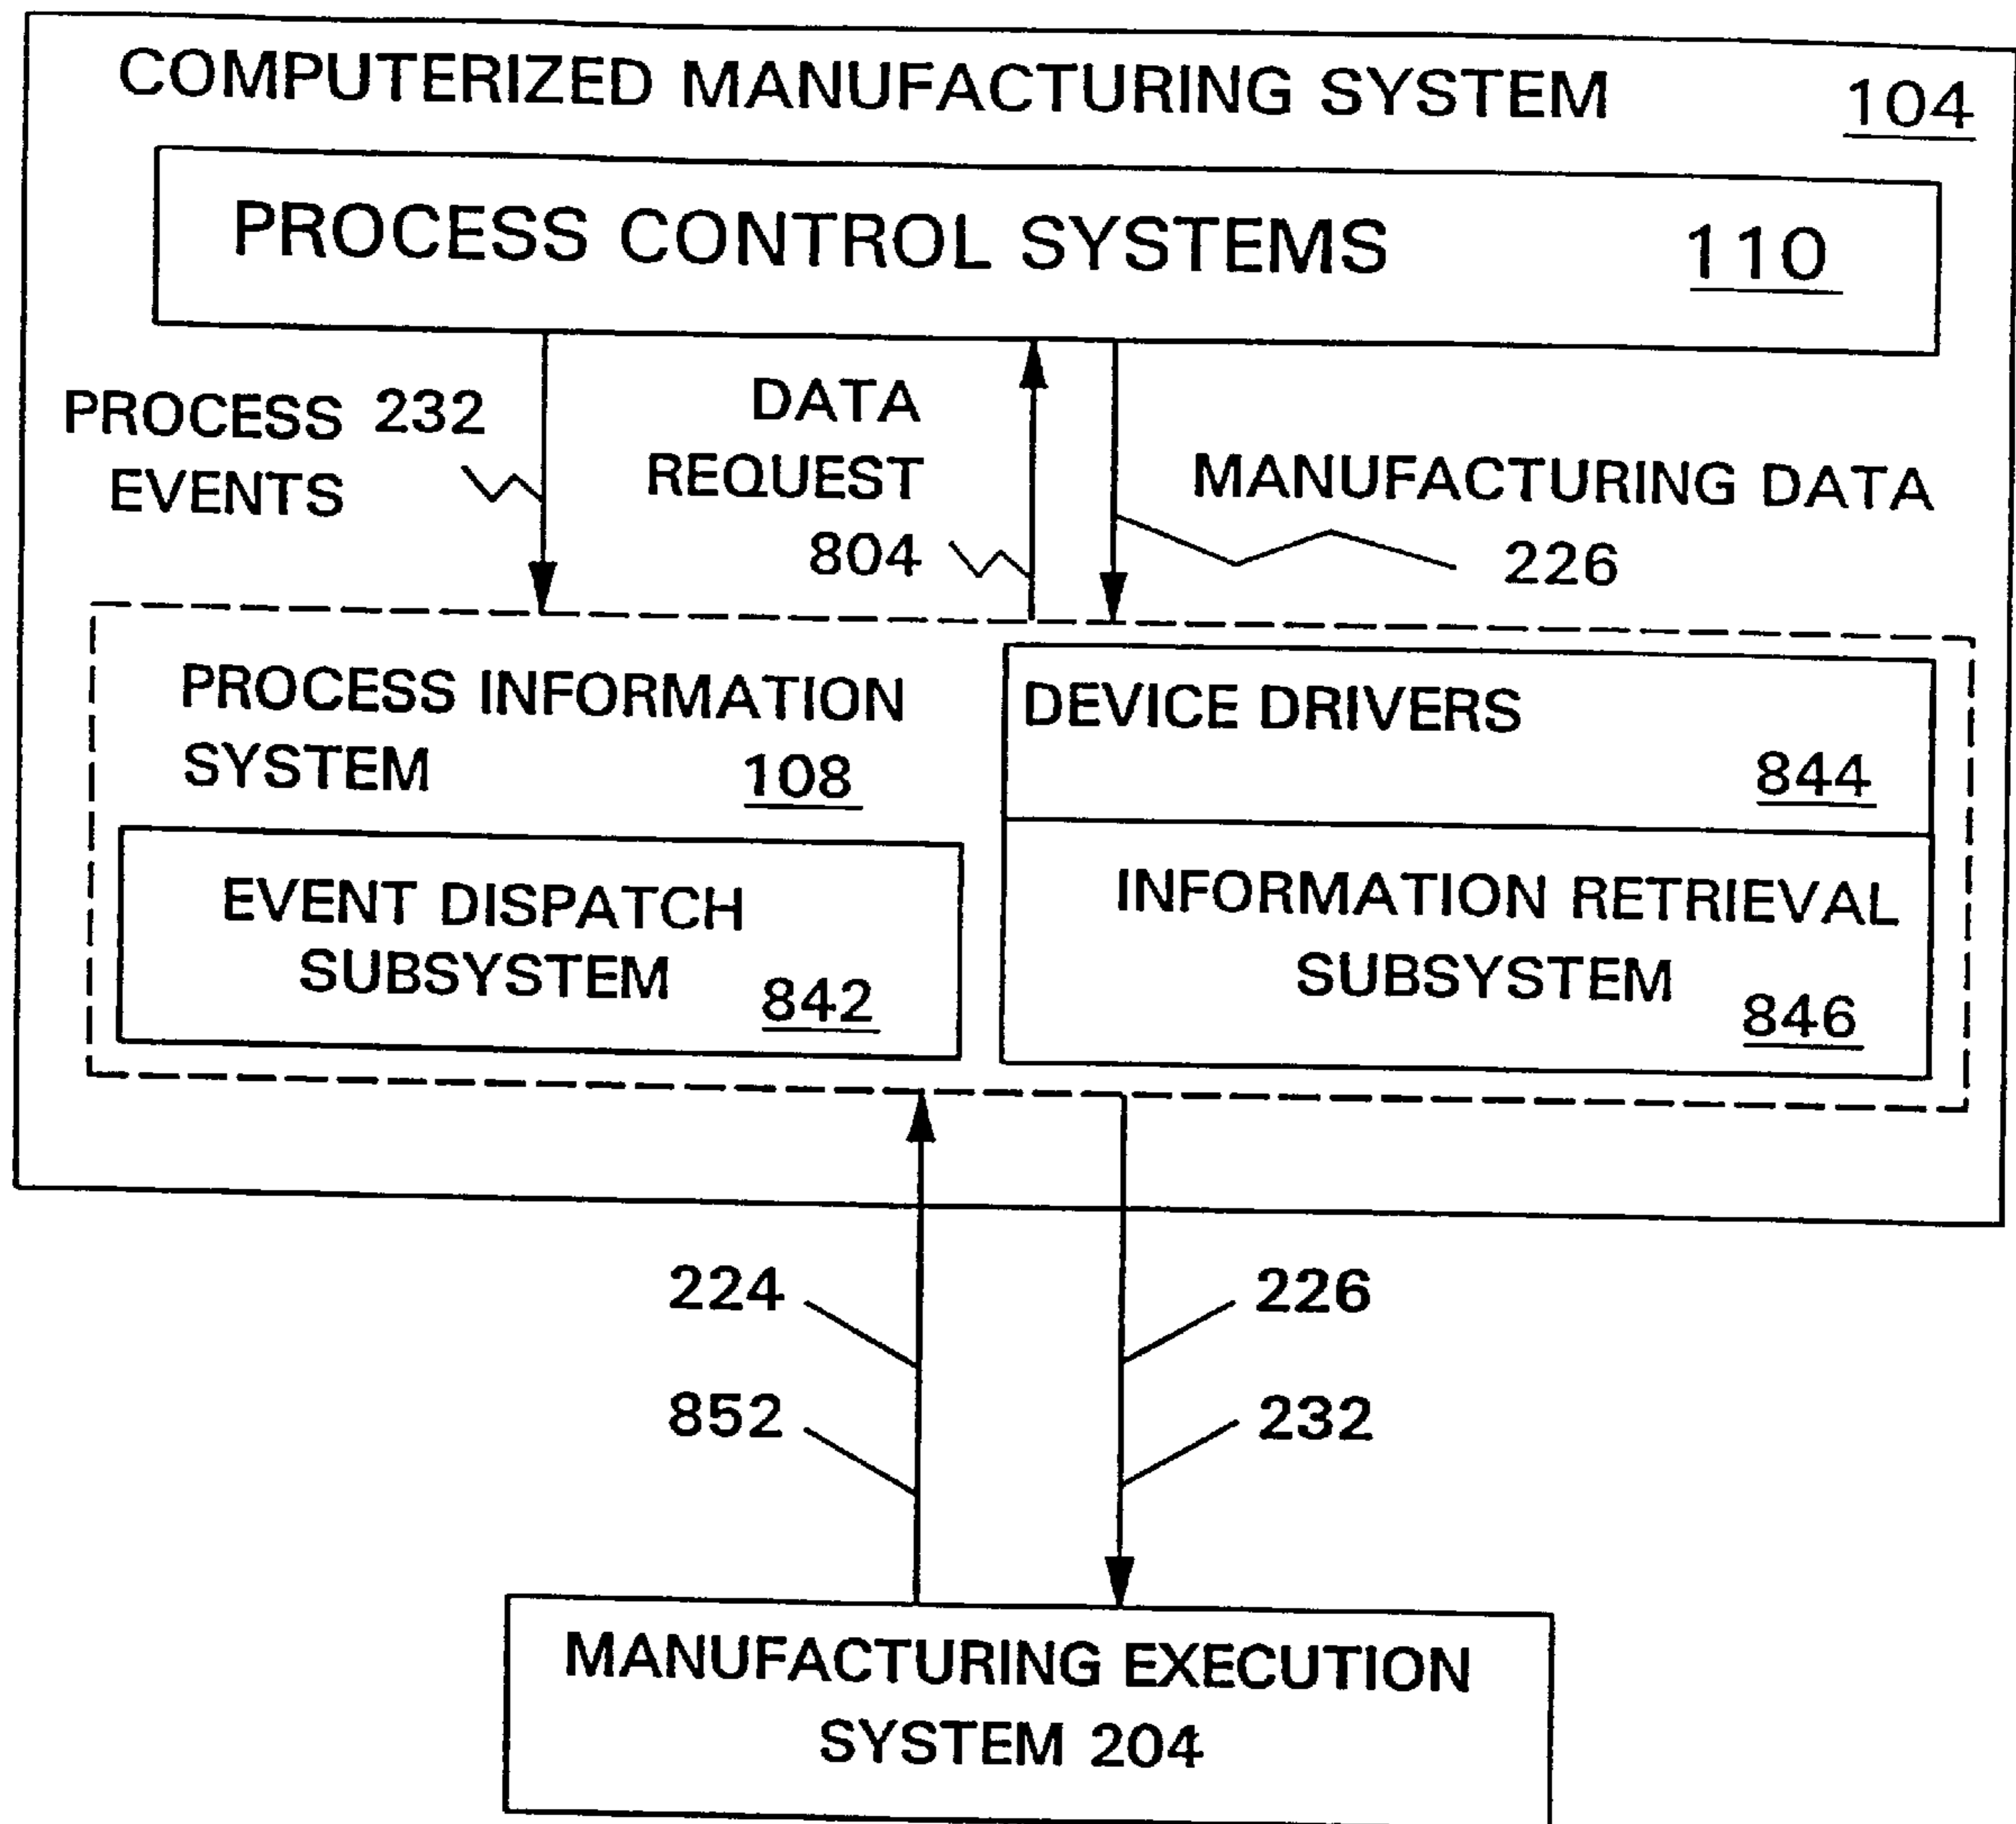 COMPUTERIZED MANUFACTURING SYSTEM 104
PROCESS CONTROL SYSTEMS 110
PROCESS 232
EVENTS
DATA
REQUEST
804
MANUFACTURING DATA
226
PROCESS INFORMATION
SYSTEM 108
DEVICE DRIVERS
844
EVENT DISPATCH
SUBSYSTEM 842
INFORMATION RETRIEVAL
SUBSYSTEM
846
224
226
852
232
MANUFACTURING EXECUTION
SYSTEM 204